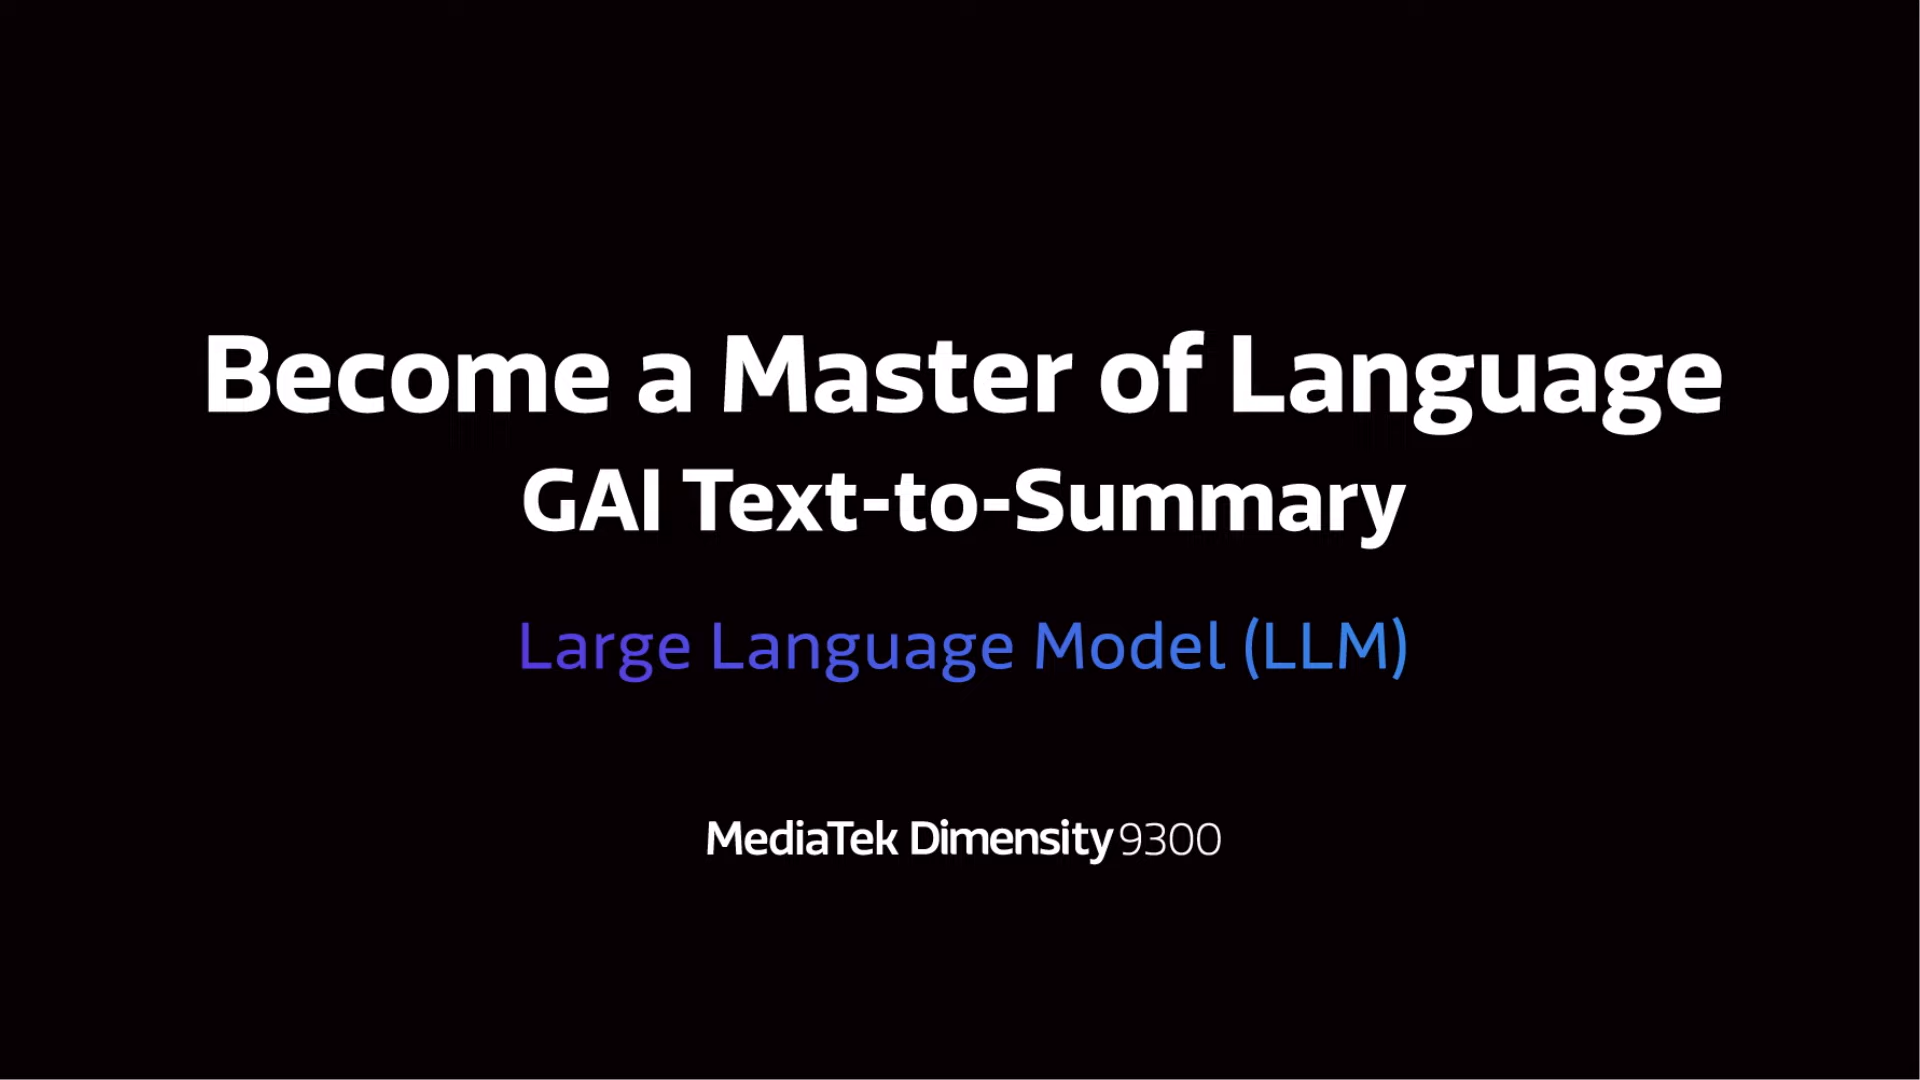 Become a Master of Language
GAI Text-to-Summary
Large Language Model (LLM)
MediaTek Dimensity 9300